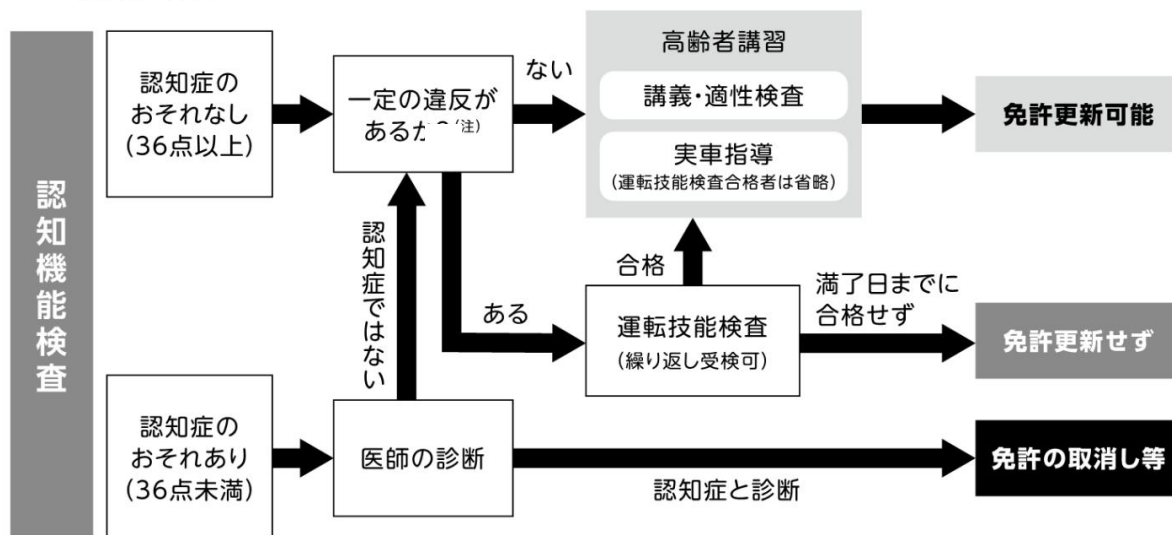 認知機能検査
認知症の
おそれなし
(36点以上)
一定の違反が
あるか
(注)
ない
高齢者講習
講義・適性検査
実車指導
(運転技能検査合格者は省略)
免許更新可能
認知症ではない
ある
合格
運転技能検査
(繰り返し受検可)
満了日までに
合格せず
免許更新せず
認知症の
おそれあり
(36点未満)
医師の診断
認知症と診断
免許の取消し等